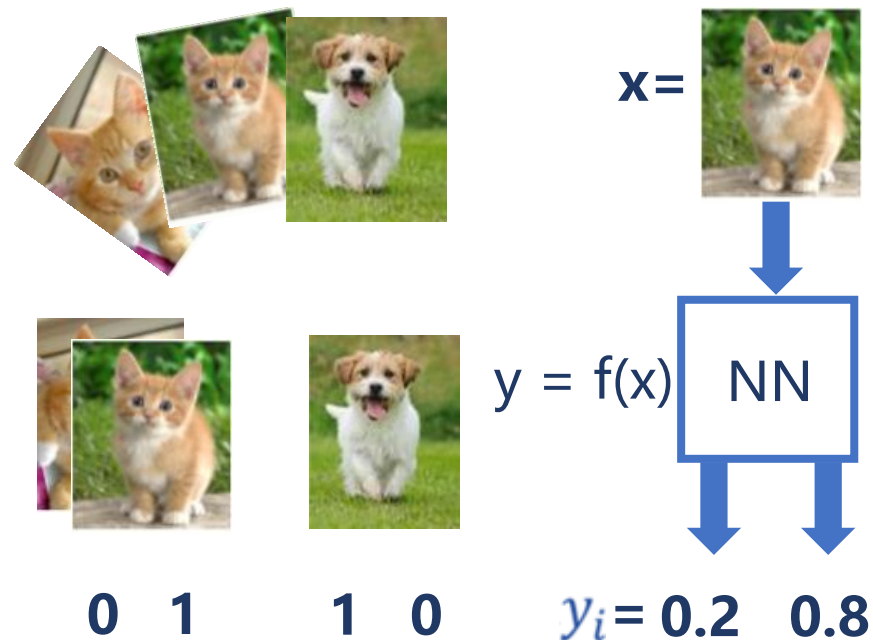 x=
y = f(x)
NN
0 1
1 0
yᵢ = 0.2 0.8